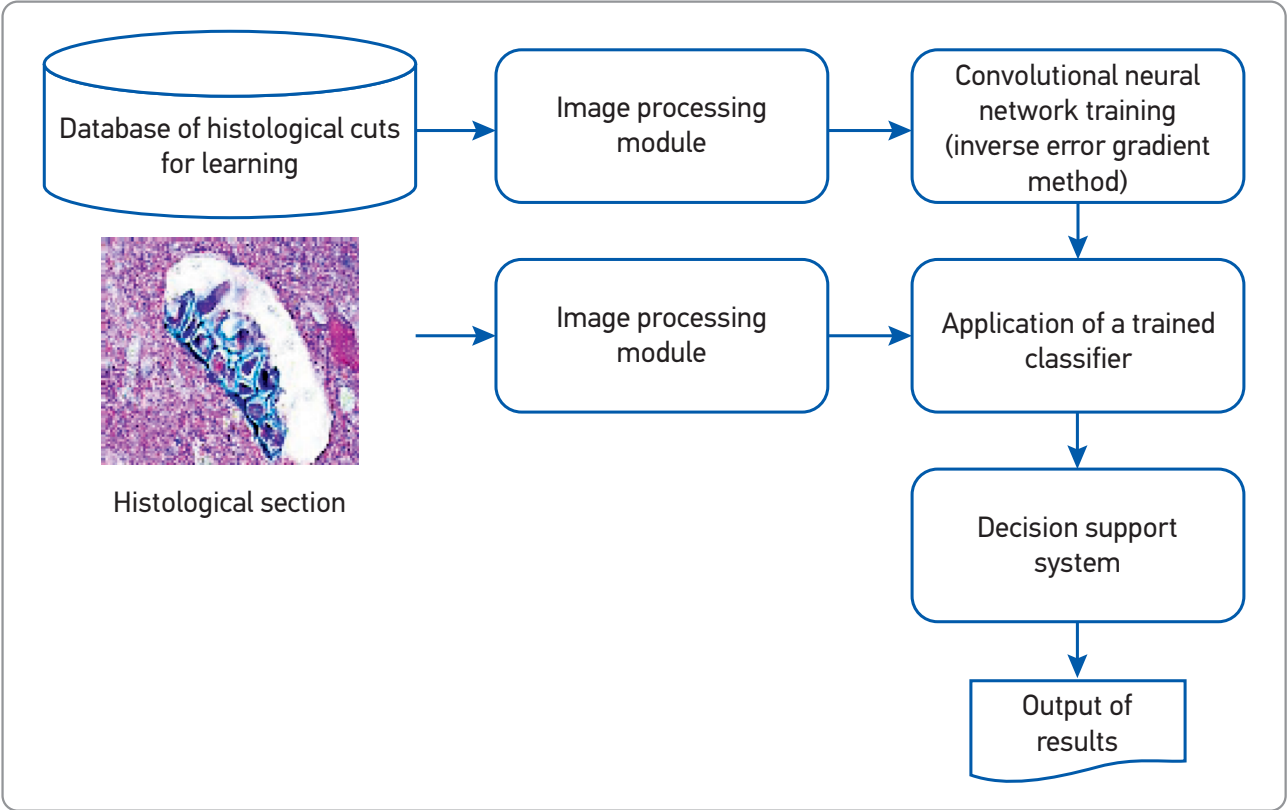 Database of histological cuts
for learning
Image processing
module
Convolutional neural
network training
(inverse error gradient
method)
Histological section
Image processing
module
Application of a trained
classifier
Decision support
system
Output of
results